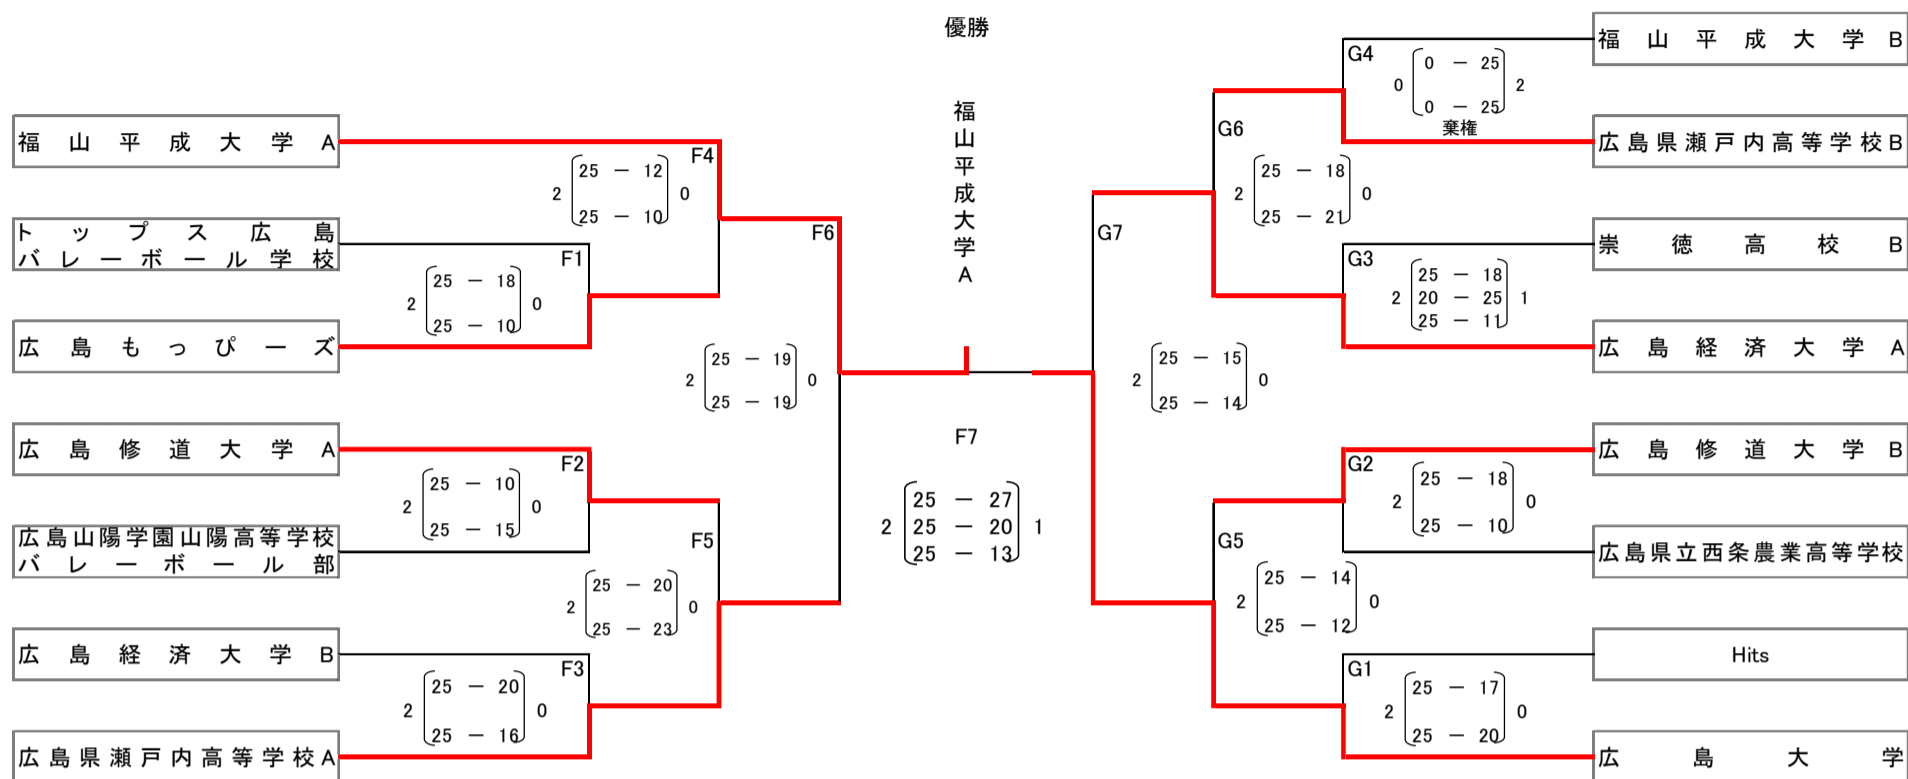 優勝
福山平成大学A
福山平成大学A
トップス広島
バレーボール学校
広島もっぴーズ
広島修道大学A
広島山陽学園山陽高等学校
バレーボール部
広島経済大学B
広島県瀬戸内高等学校A
F4
2 25 － 12 0
25 － 10
F1
2 25 － 18 0
25 － 10
F6
2 25 － 19 0
25 － 19
F2
2 25 － 10 0
25 － 15
F5
2 25 － 20 0
25 － 23
F3
2 25 － 20 0
25 － 16
F7
25 － 27
2 25 － 20 1
25 － 13
G4
0 0 － 25 2
0 － 25
棄権
G6
2 25 － 18 0
25 － 21
G7
2 25 － 15 0
25 － 14
G3
25 － 18
2 20 － 25 1
25 － 11
G2
2 25 － 18 0
25 － 10
G5
2 25 － 14 0
25 － 12
G1
2 25 － 17 0
25 － 20
福山平成大学B
広島県瀬戸内高等学校B
崇徳高校B
広島経済大学A
広島修道大学B
広島県立西条農業高等学校
Hits
広島大学